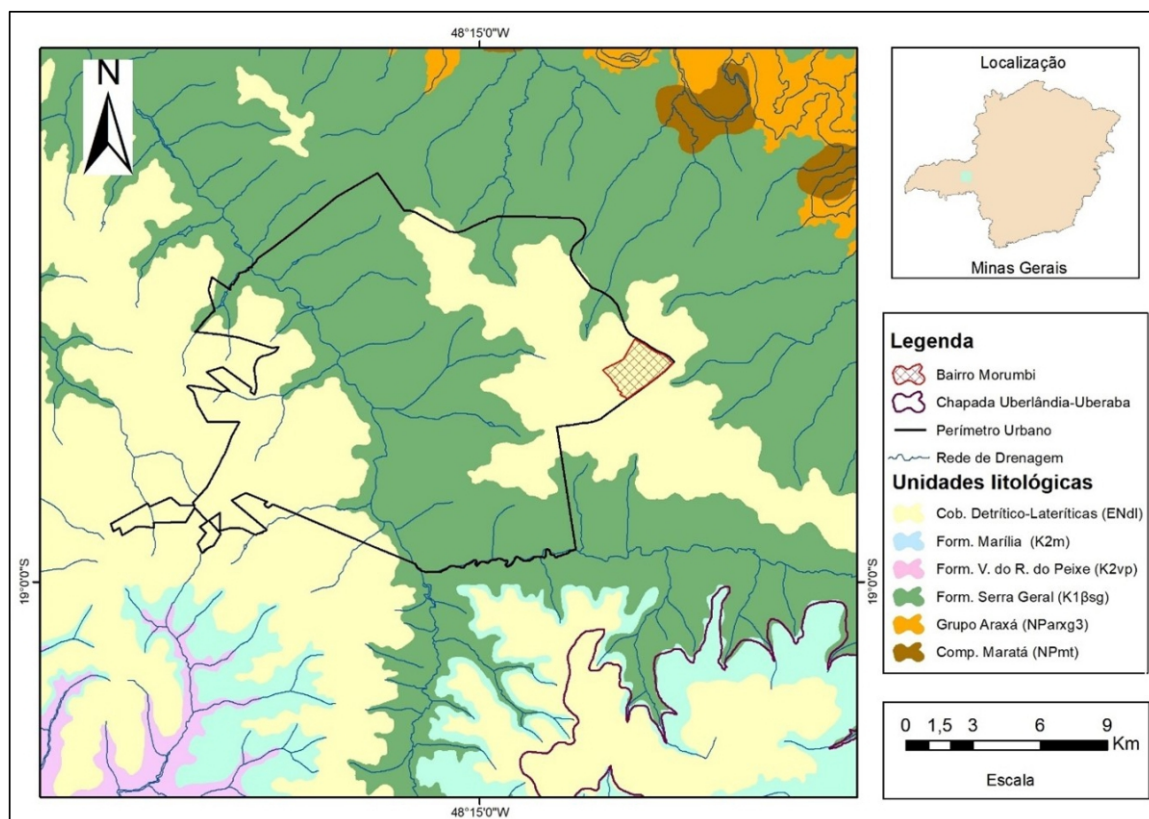 48°15'0"W
N
19°0'0"S
19°0'0"S
48°15'0"W
Localização
Minas Gerais
Legenda
Bairro Morumbi
Chapada Uberlândia-Uberaba
Perímetro Urbano
Rede de Drenagem
Unidades litológicas
Cob. Detrítico-Lateríticas (ENdl)
Form. Marília (K2m)
Form. V. do R. do Peixe (K2vp)
Form. Serra Geral (K1βsg)
Grupo Araxá (NParxg3)
Comp. Maratá (NPmt)
0 1,5 3 6 9
Km
Escala